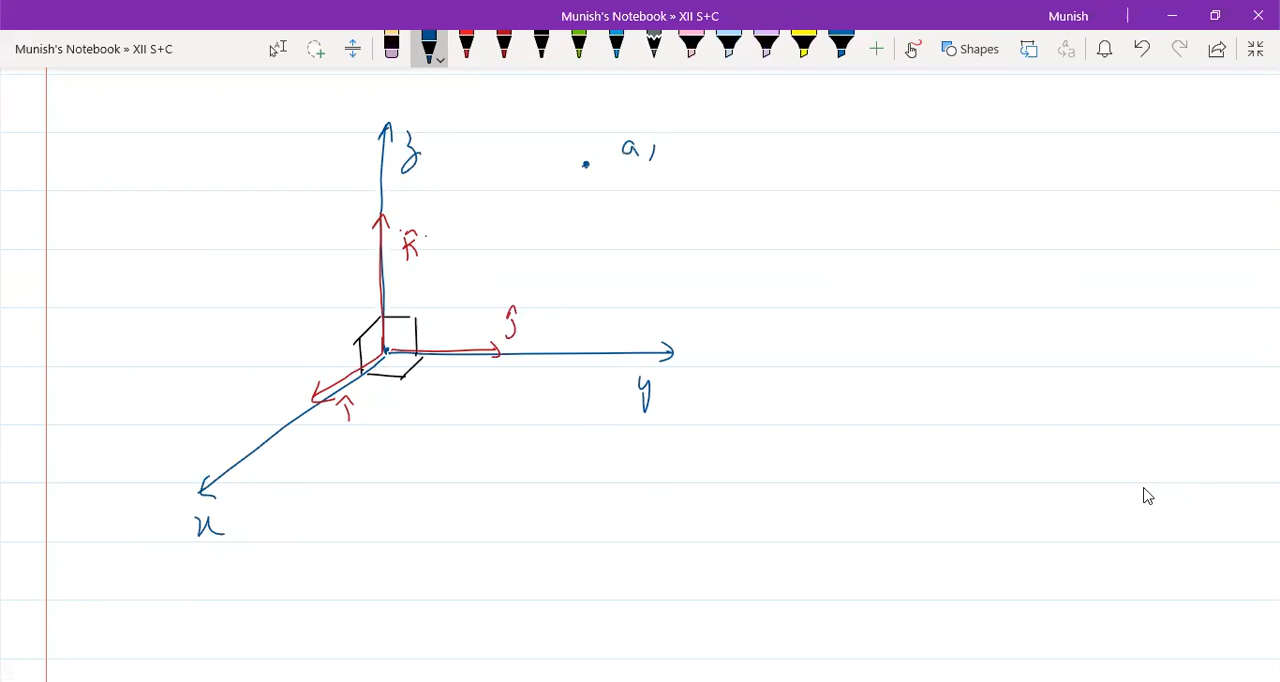 Munish's Notebook » XII S+C
Munish
Munish's Notebook » XII S+C
Shapes
z
a,
k̂
ĵ
î
y
x